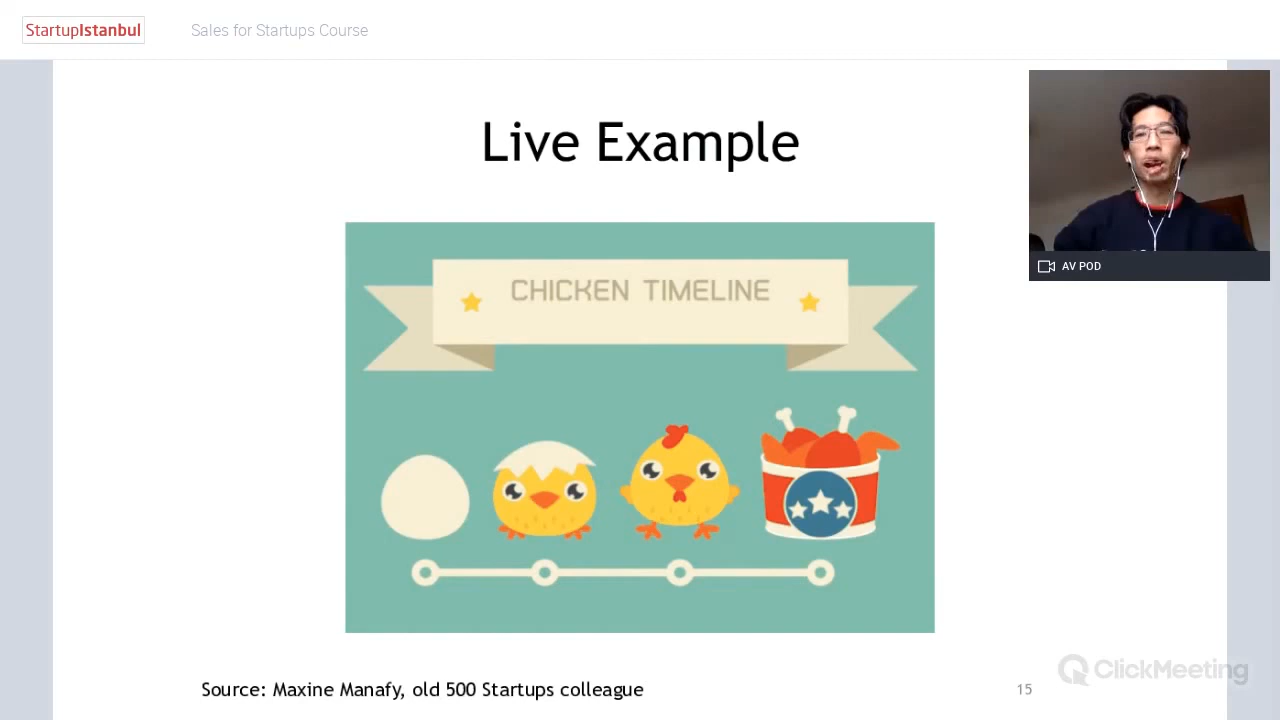 StartupIstanbul
Sales for Startups Course
Live Example
AV POD
CHICKEN TIMELINE
Source: Maxine Manafy, old 500 Startups colleague
15
ClickMeeting